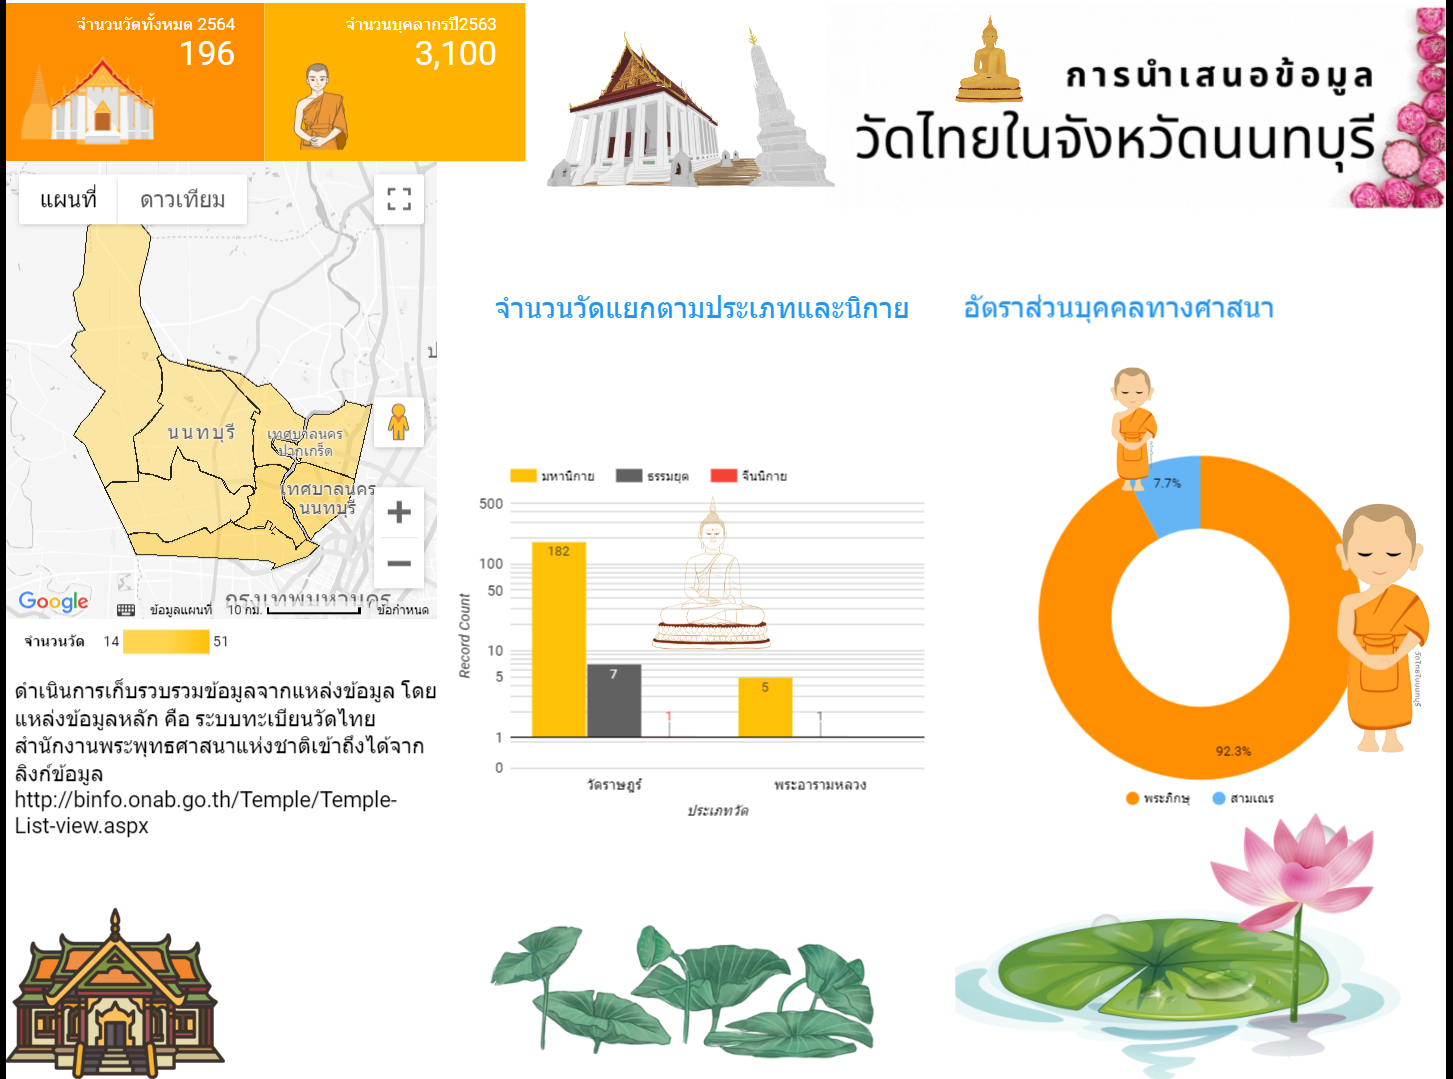 จำนวนวัดทั้งหมด 2564
196
จำนวนบุคลากรปี2563
3,100
การนำเสนอข้อมูล
วัดไทยในจังหวัดนนทบุรี
แผนที่
ดาวเทียม
นนทบุรี
เทศบาลนคร
ปากเกร็ด
เทศบาลนคร
นนทบุรี
กรุงเทพมหานคร
Google
ข้อมูลแผนที่
10 กม.
ข้อกำหนด
จำนวนวัด
14
51
ดำเนินการเก็บรวบรวมข้อมูลจากแหล่งข้อมูล โดย
แหล่งข้อมูลหลัก คือ ระบบทะเบียนวัดไทย
สำนักงานพระพุทธศาสนาแห่งชาติเข้าถึงได้จาก
ลิงก์ข้อมูล
http://binfo.onab.go.th/Temple/Temple-
List-view.aspx
จำนวนวัดแยกตามประเภทและนิกาย
มหานิกาย
ธรรมยุต
จีนนิกาย
500
100
50
10
5
1
0
Record Count
182
7
1
5
1
วัดราษฎร์
พระอารามหลวง
ประเภทวัด
อัตราส่วนบุคคลทางศาสนา
7.7%
92.3%
พระภิกษุ
สามเณร